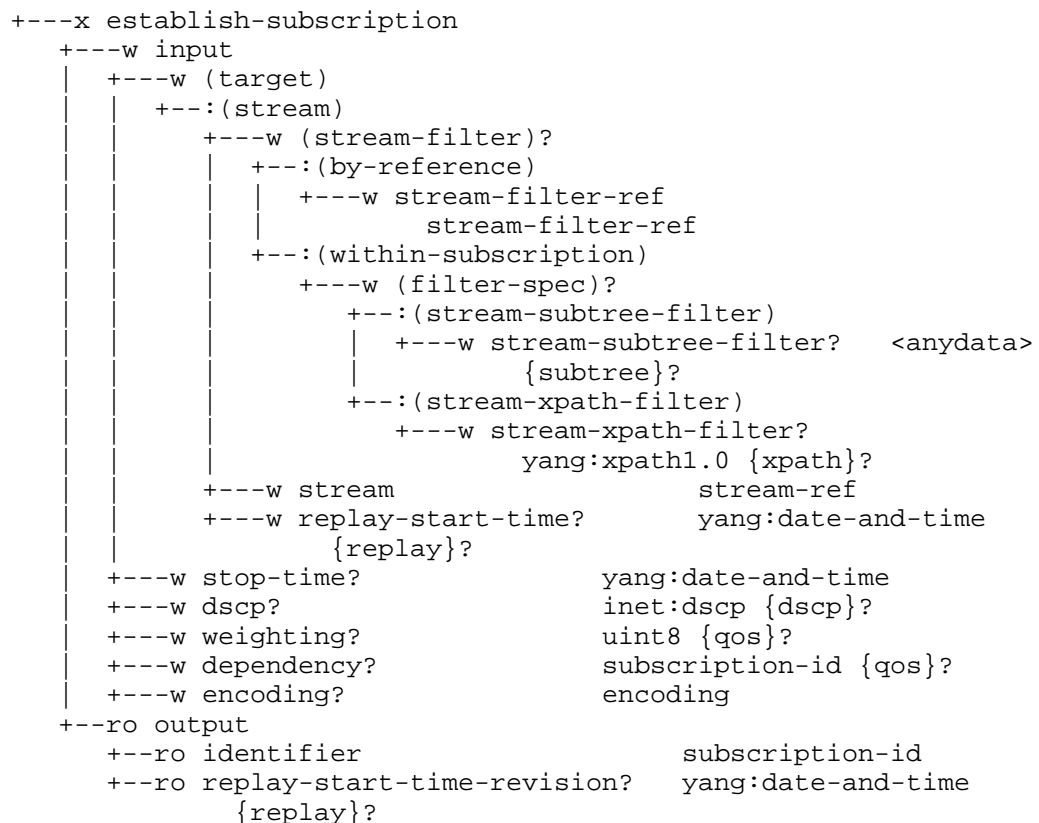 +---x establish-subscription
   +---w input
   |  +---w (target)
   |  |  +--:(stream)
   |  |     +---w (stream-filter)?
   |  |     |  +--:(by-reference)
   |  |     |  |  +---w stream-filter-ref
   |  |     |  |          stream-filter-ref
   |  |     |  +--:(within-subscription)
   |  |     |     +---w (filter-spec)?
   |  |     |        +--:(stream-subtree-filter)
   |  |     |        |  +---w stream-subtree-filter?   <anydata>
   |  |     |        |          {subtree}?
   |  |     |        +--:(stream-xpath-filter)
   |  |     |           +---w stream-xpath-filter?
   |  |     |                   yang:xpath1.0 {xpath}?
   |  |     +---w stream                       stream-ref
   |  |     +---w replay-start-time?           yang:date-and-time
   |  |             {replay}?
   |  +---w stop-time?                   yang:date-and-time
   |  +---w dscp?                        inet:dscp {dscp}?
   |  +---w weighting?                   uint8 {qos}?
   |  +---w dependency?                  subscription-id {qos}?
   |  +---w encoding?                    encoding
   +--ro output
      +--ro identifier                      subscription-id
      +--ro replay-start-time-revision?     yang:date-and-time
              {replay}?